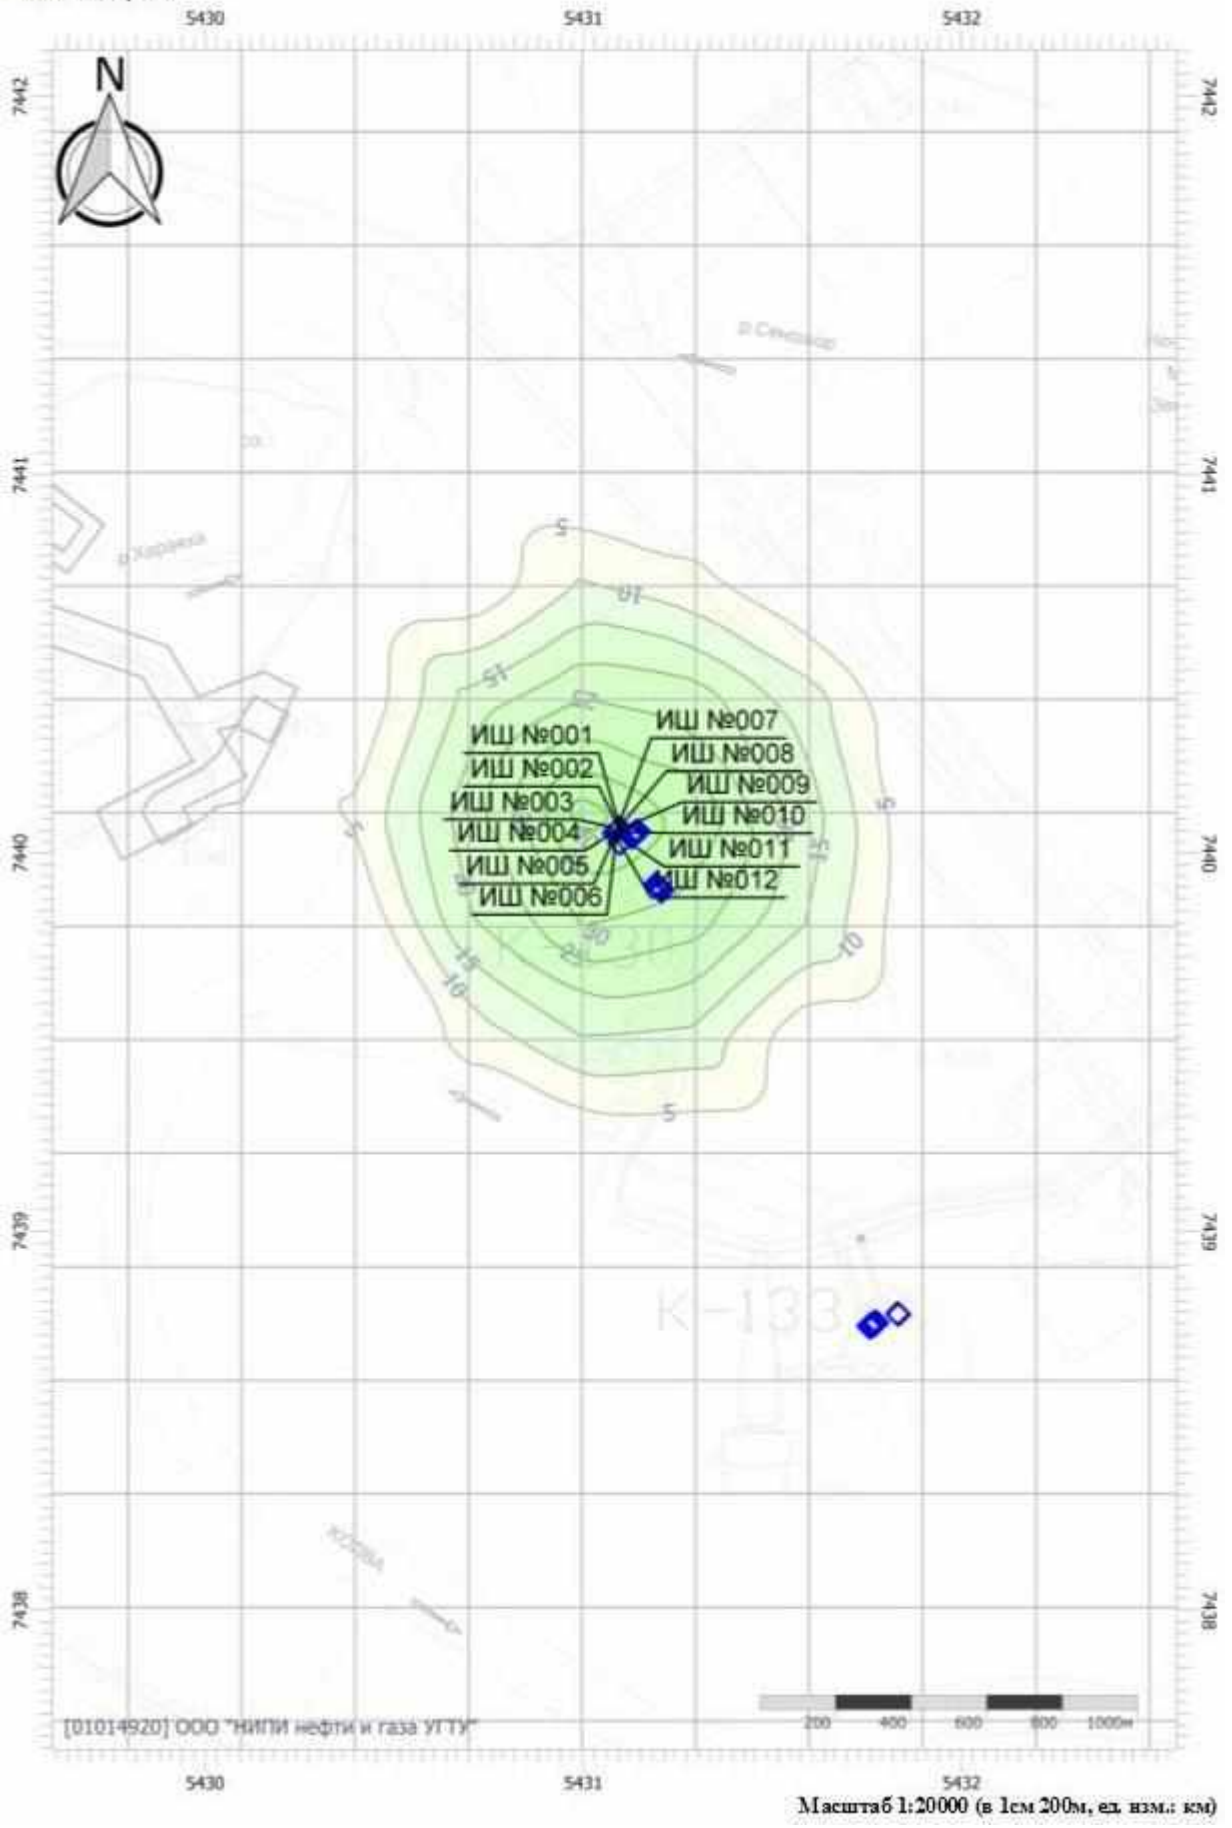 5430 5431 5432
N
7442 7442
р.Сенозвор
7441 7441
р.Харанха
5
10
15
ИШ №001
ИШ №002
ИШ №003
ИШ №004
ИШ №005
ИШ №006
ИШ №007
ИШ №008
ИШ №009
ИШ №010
ИШ №011
ИШ №012
5
5
7440 7440
15
30
25
15
10
10
5
7439 7439
К-133
7438 7438
[01014920] ООО "НИПИ нефти и газа УГТУ"
200 400 600 800 1000м
5430 5431 5432
Масштаб 1:20000 (в 1см 200м, ед. изм.: км)